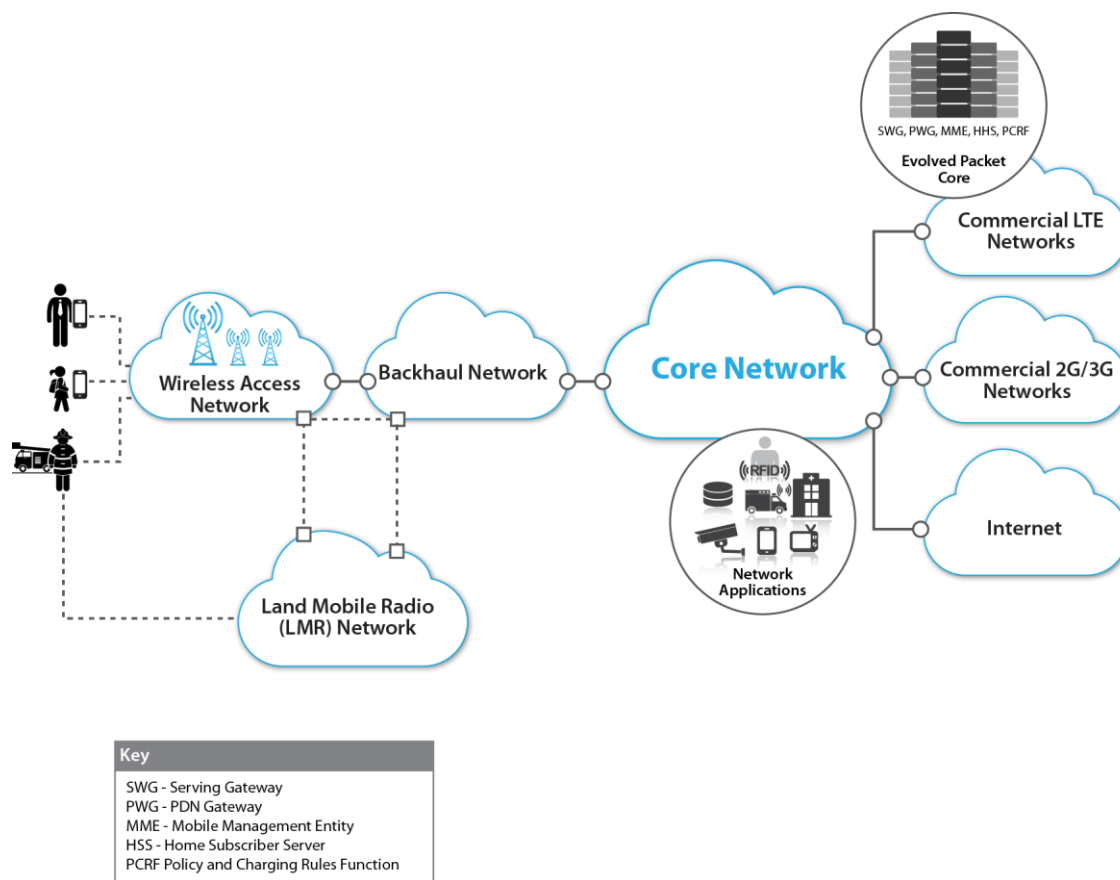 SWG, PWG, MME, HHS, PCRF
Evolved Packet
Core
Commercial LTE
Networks
Wireless Access
Network
Backhaul Network
Core Network
Commercial 2G/3G
Networks
RFID
Network
Applications
Internet
Land Mobile Radio
(LMR) Network
Key
SWG - Serving Gateway
PWG - PDN Gateway
MME - Mobile Management Entity
HSS - Home Subscriber Server
PCRF Policy and Charging Rules Function